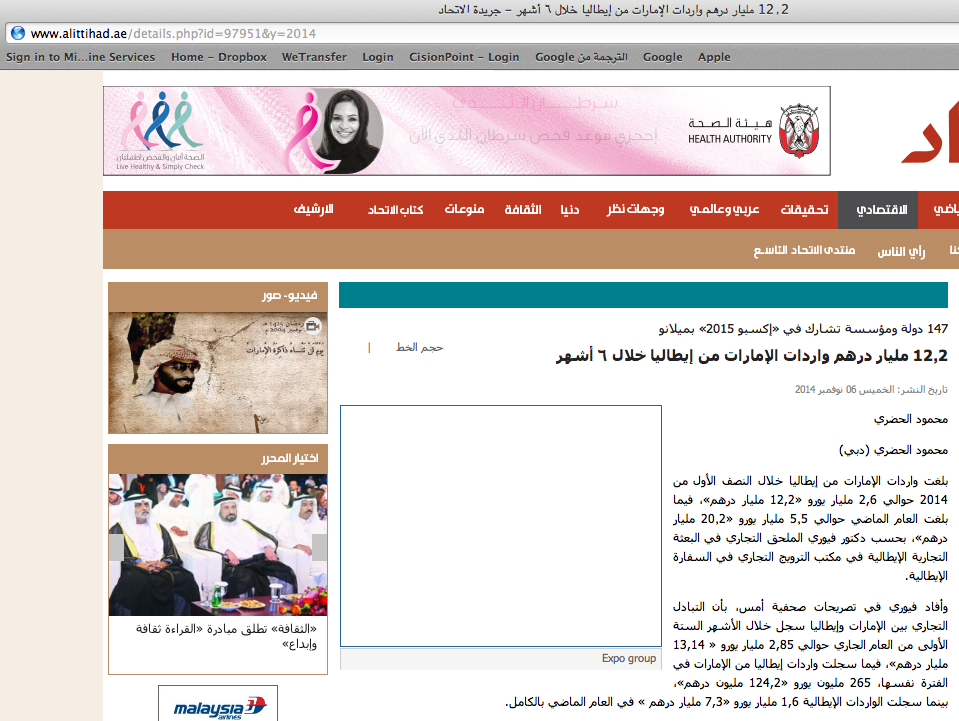 12,2 مليار درهم واردات الإمارات من إيطاليا خلال ٦ أشهر – جريدة الاتحاد
www.alittihad.ae/details.php?id=97951&y=2014
Sign in to Mi...ine Services Home – Dropbox WeTransfer Login CisionPoint – Login Google الترجمة من Google Apple
سرطان الثدي
احجزي موعد فحص سرطان الثدي الآن
هيئة الصحة
HEALTH AUTHORITY
الصحة أمان والفحص اطمئنان
Live Healthy & Simply Check
الاقتصادي تحقيقات عربي وعالمي وجهات نظر دنيا الثقافة منوعات كتاب الاتحاد الارشيف
رأي الناس منتدى الاتحاد التاسع
147 دولة ومؤسسة تشارك في «إكسبو 2015» بميلانو
12,2 مليار درهم واردات الإمارات من إيطاليا خلال ٦ أشهر
حجم الخط |
تاريخ النشر: الخميس 06 نوفمبر 2014
محمود الحضري
محمود الحضري (دبي)
بلغت واردات الإمارات من إيطاليا خلال النصف الأول من
2014 حوالي 2,6 مليار يورو «12,2 مليار درهم»، فيما
بلغت العام الماضي حوالي 5,5 مليار يورو «20,2 مليار
درهم»، بحسب دكتور فيوري الملحق التجاري في البعثة
التجارية الإيطالية في مكتب الترويج التجاري في السفارة
الإيطالية.
وأفاد فيوري في تصريحات صحفية أمس، بأن التبادل
التجاري بين الإمارات وإيطاليا سجل خلال الأشهر الستة
الأولى من العام الجاري حوالي 2,85 مليار يورو « 13,14
مليار درهم»، فيما سجلت واردات إيطاليا من الإمارات في
الفترة نفسها، 265 مليون يورو «124,2 مليون درهم»،
بينما سجلت الواردات الإيطالية 1,6 مليار يورو «7,3 مليار درهم » في العام الماضي بالكامل.
Expo group
فيديو- صور
يوم لن تنساه ذاكرة الإمارات
اختيار المحرر
«الثقافة» تطلق مبادرة «القراءة ثقافة
وإبداع»
malaysia
airlines